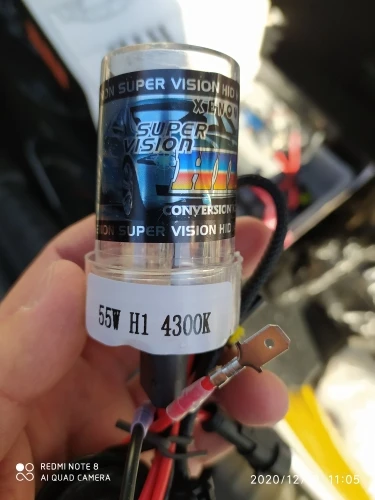 SUPER VISION HID
XENON
SUPER
VISION
HID
CONVERSION
SUPER VISION HID
55W H1 4300K
REDMI NOTE 8
AI QUAD CAMERA
2020/12/ 11:05